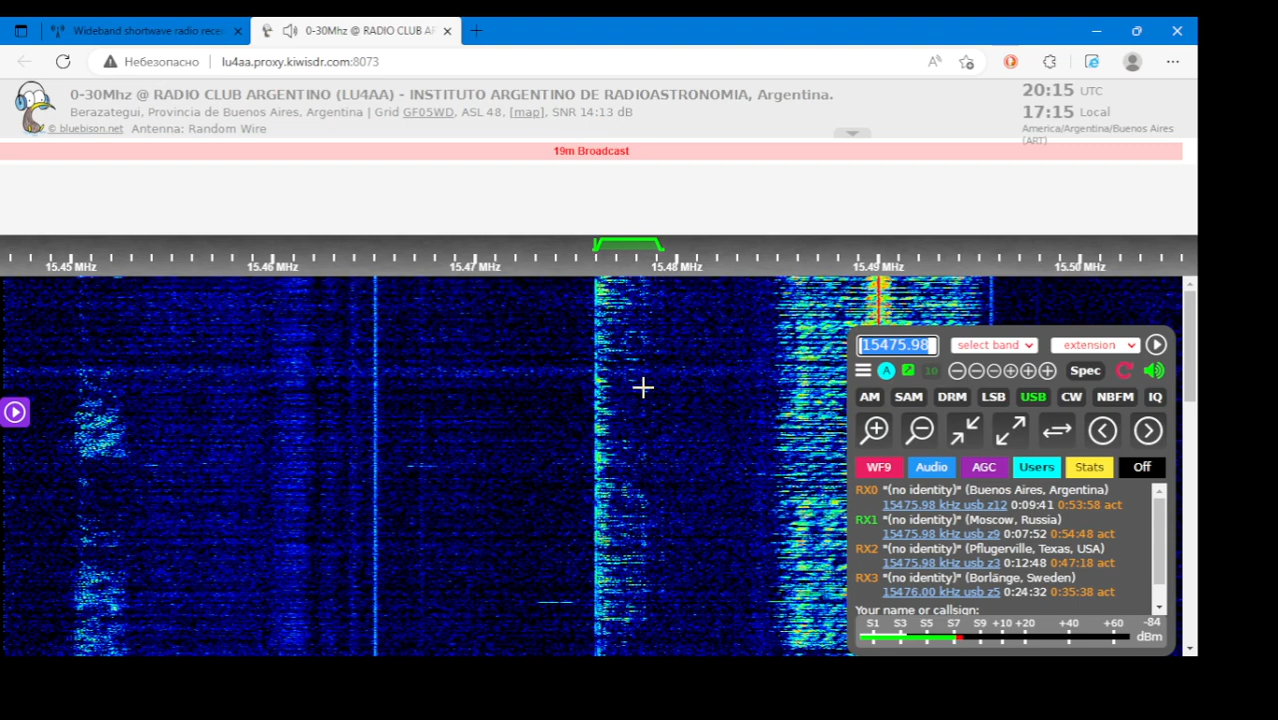 Wideband shortwave radio recei
0-30Mhz @ RADIO CLUB AR
Небезопасно
lu4aa.proxy.kiwisdr.com:8073
0-30Mhz @ RADIO CLUB ARGENTINO (LU4AA) - INSTITUTO ARGENTINO DE RADIOASTRONOMIA, Argentina.
Berazategui, Provincia de Buenos Aires, Argentina | Grid GF05WD, ASL 48, [map], SNR 14:13 dB
© bluebison.net Antenna: Random Wire
20:15 UTC
17:15 Local
America/Argentina/Buenos Aires
(ART)
19m Broadcast
15.45 MHz 15.46 MHz 15.47 MHz 15.48 MHz 15.49 MHz 15.50 MHz
15475.98 select band extension
A 10 Spec
AM SAM DRM LSB USB CW NBFM IQ
WF9 Audio AGC Users Stats Off
RX0 "(no identity)" (Buenos Aires, Argentina)
15475.98 kHz usb z12 0:09:41 0:53:58 act
RX1 "(no identity)" (Moscow, Russia)
15475.98 kHz usb z9 0:07:52 0:54:48 act
RX2 "(no identity)" (Pflugerville, Texas, USA)
15475.98 kHz usb z3 0:12:48 0:47:18 act
RX3 "(no identity)" (Borlänge, Sweden)
15476.00 kHz usb z5 0:24:32 0:35:38 act
Your name or callsign:
S1 S3 S5 S7 S9 +10 +20 +40 +60 -84
dBm